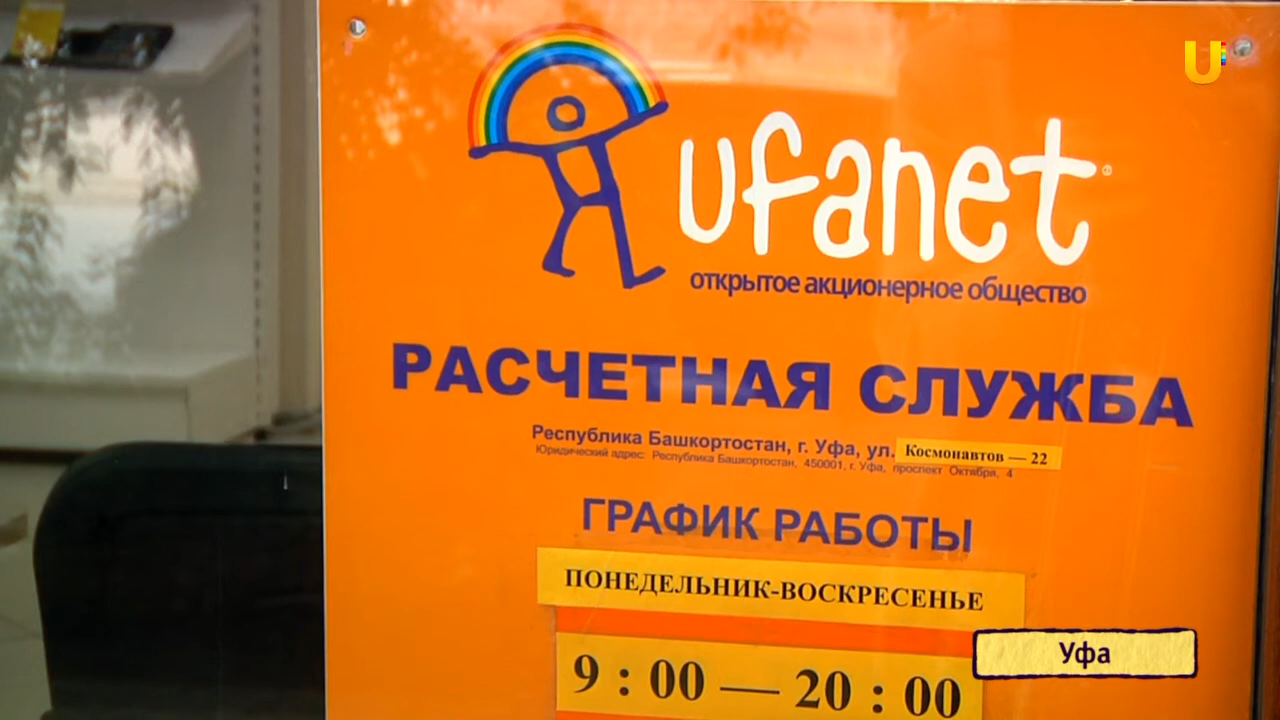 U
ufanet
открытое акционерное общество
РАСЧЕТНАЯ СЛУЖБА
Республика Башкортостан, г. Уфа, ул. Космонавтов — 22
Юридический адрес: Республика Башкортостан, 450001, г. Уфа, проспект Октября, 4
ГРАФИК РАБОТЫ
ПОНЕДЕЛЬНИК-ВОСКРЕСЕНЬЕ
9 : 00 — 20 : 00
Уфа